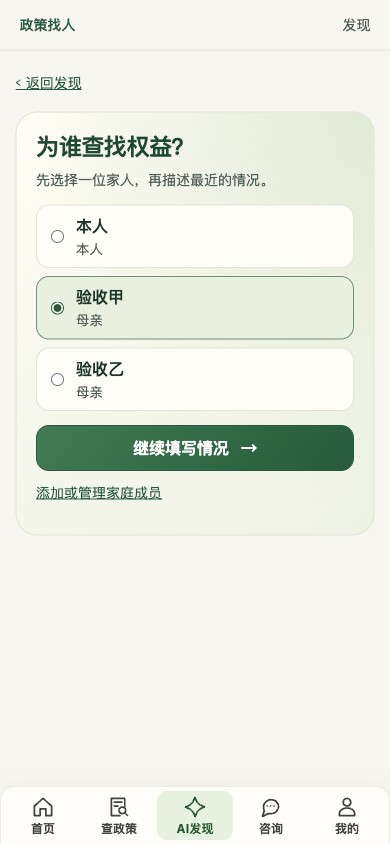 政策找人
发现
< 返回发现
为谁查找权益?
先选择一位家人，再描述最近的情况。
本人
本人
验收甲
母亲
验收乙
母亲
继续填写情况 →
添加或管理家庭成员
首页
查政策
AI发现
咨询
我的